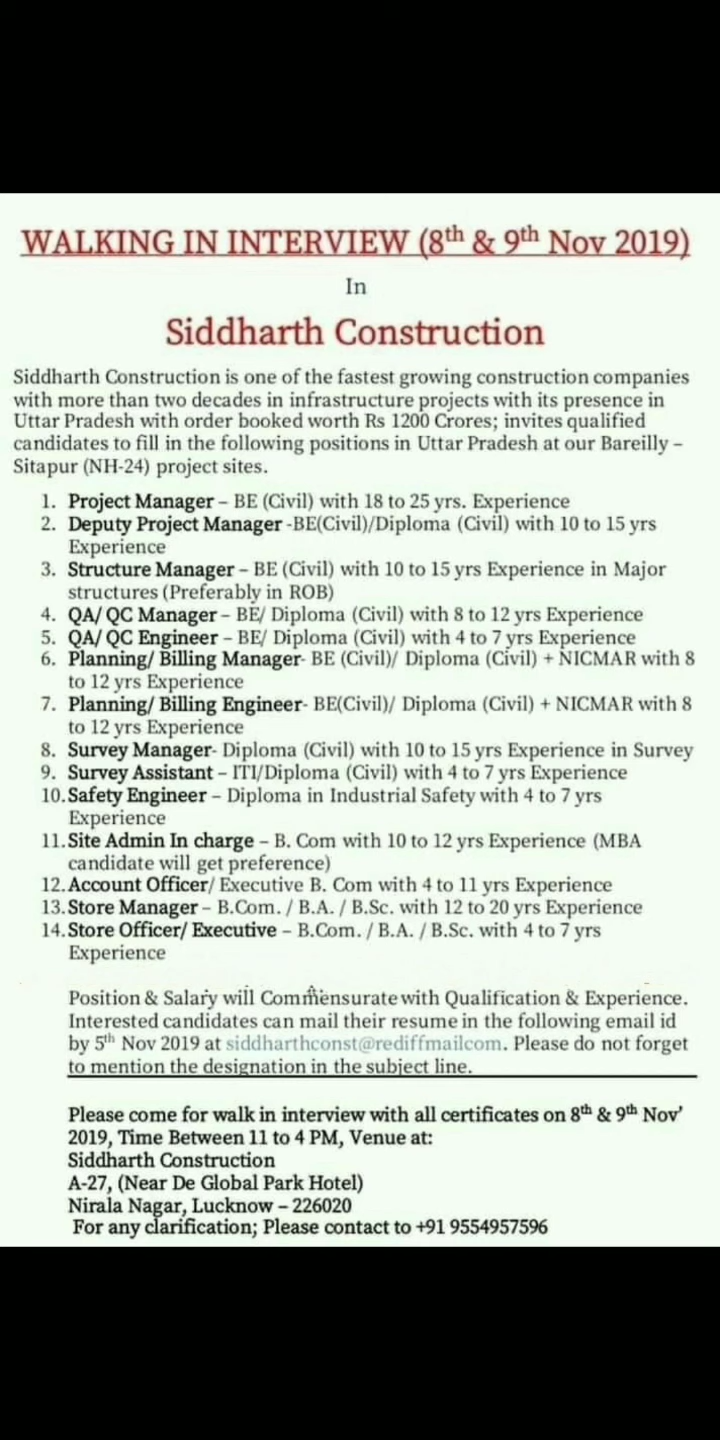 WALKING IN INTERVIEW (8th & 9th Nov 2019)
In
Siddharth Construction
Siddharth Construction is one of the fastest growing construction companies
with more than two decades in infrastructure projects with its presence in
Uttar Pradesh with order booked worth Rs 1200 Crores; invites qualified
candidates to fill in the following positions in Uttar Pradesh at our Bareilly –
Sitapur (NH-24) project sites.
1. Project Manager – BE (Civil) with 18 to 25 yrs. Experience
2. Deputy Project Manager -BE(Civil)/Diploma (Civil) with 10 to 15 yrs
Experience
3. Structure Manager – BE (Civil) with 10 to 15 yrs Experience in Major
structures (Preferably in ROB)
4. QA/ QC Manager – BE/ Diploma (Civil) with 8 to 12 yrs Experience
5. QA/ QC Engineer – BE/ Diploma (Civil) with 4 to 7 yrs Experience
6. Planning/ Billing Manager- BE (Civil)/ Diploma (Civil) + NICMAR with 8
to 12 yrs Experience
7. Planning/ Billing Engineer- BE(Civil)/ Diploma (Civil) + NICMAR with 8
to 12 yrs Experience
8. Survey Manager- Diploma (Civil) with 10 to 15 yrs Experience in Survey
9. Survey Assistant – ITI/Diploma (Civil) with 4 to 7 yrs Experience
10. Safety Engineer – Diploma in Industrial Safety with 4 to 7 yrs
Experience
11. Site Admin In charge – B. Com with 10 to 12 yrs Experience (MBA
candidate will get preference)
12. Account Officer/ Executive B. Com with 4 to 11 yrs Experience
13. Store Manager – B.Com. / B.A. / B.Sc. with 12 to 20 yrs Experience
14. Store Officer/ Executive – B.Com. / B.A. / B.Sc. with 4 to 7 yrs
Experience
Position & Salary will Commensurate with Qualification & Experience.
Interested candidates can mail their resume in the following email id
by 5th Nov 2019 at siddharthconst@rediffmailcom. Please do not forget
to mention the designation in the subject line.
Please come for walk in interview with all certificates on 8th & 9th Nov'
2019, Time Between 11 to 4 PM, Venue at:
Siddharth Construction
A-27, (Near De Global Park Hotel)
Nirala Nagar, Lucknow – 226020
For any clarification; Please contact to +91 9554957596